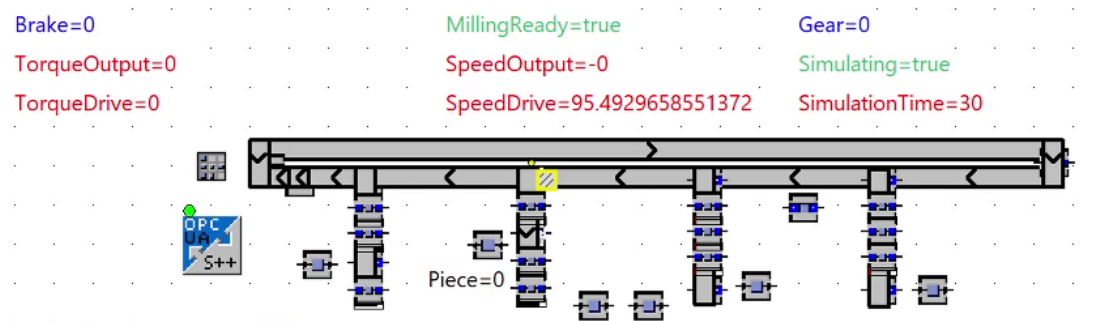 Brake=0 MillingReady=true Gear=0
TorqueOutput=0 SpeedOutput=-0 Simulating=true
TorqueDrive=0 SpeedDrive=95.4929658551372 SimulationTime=30
OPC
UA
S++
Piece=0